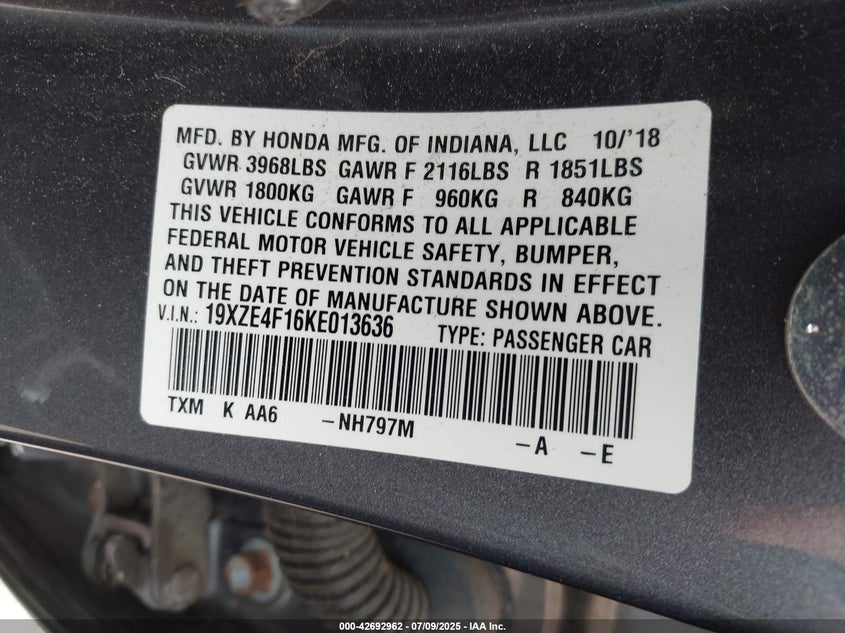 MFD. BY HONDA MFG. OF INDIANA, LLC 10/'18
GVWR 3968LBS GAWR F 2116LBS R 1851LBS
GVWR 1800KG GAWR F 960KG R 840KG
THIS VEHICLE CONFORMS TO ALL APPLICABLE
FEDERAL MOTOR VEHICLE SAFETY, BUMPER,
AND THEFT PREVENTION STANDARDS IN EFFECT
ON THE DATE OF MANUFACTURE SHOWN ABOVE.
V.I.N.: 19XZE4F16KE013636 TYPE: PASSENGER CAR
TXM K AA6 -NH797M -A -E
000-42692962 - 07/09/2025 - IAA Inc.